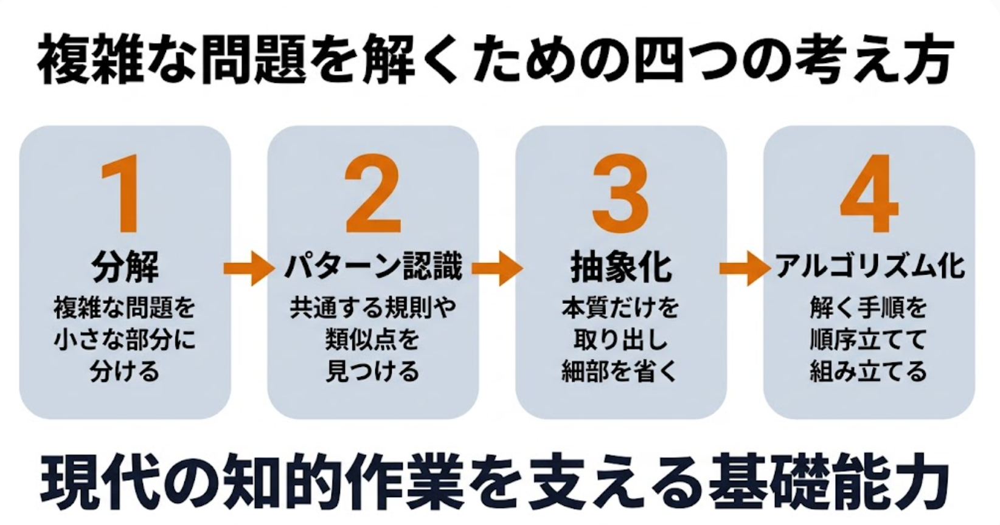 複雑な問題を解くための四つの考え方
1
分解
複雑な問題を
小さな部分に
分ける
2
パターン認識
共通する規則や
類似点を
見つける
3
抽象化
本質だけを
取り出し
細部を省く
4
アルゴリズム化
解く手順を
順序立てて
組み立てる
現代の知的作業を支える基礎能力